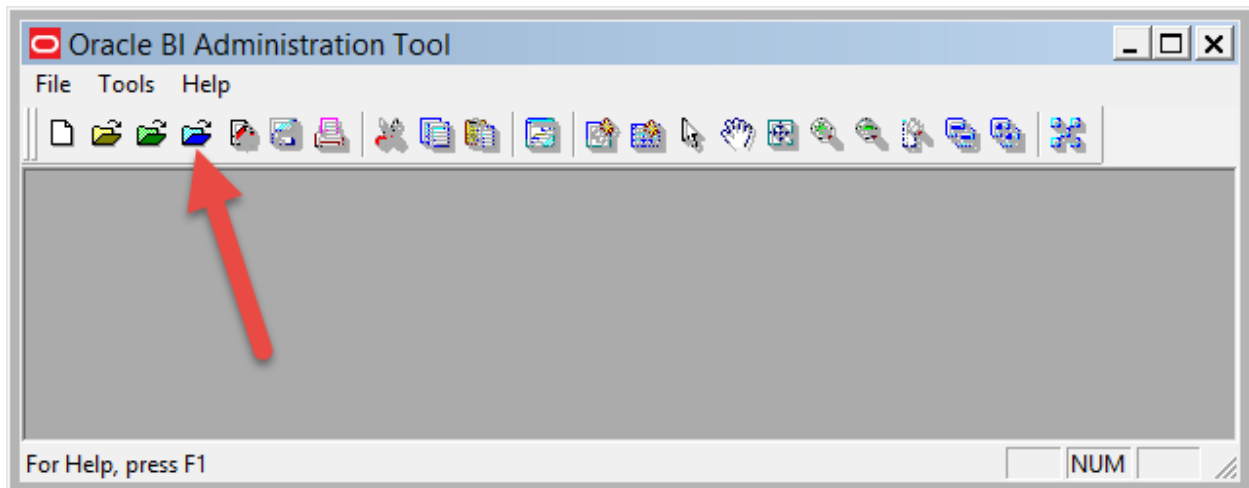 Oracle BI Administration Tool
File Tools Help
For Help, press F1 NUM